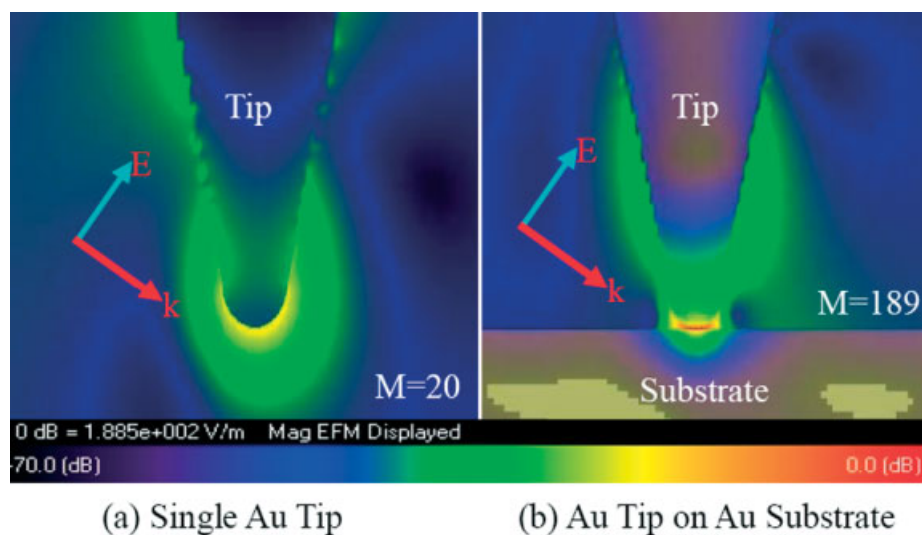 Tip
E
k
M=20
Tip
E
k
M=189
Substrate
0 dB = 1.885e+002 V/m Mag EFM Displayed
-70.0 (dB) 0.0 (dB)
(a) Single Au Tip
(b) Au Tip on Au Substrate